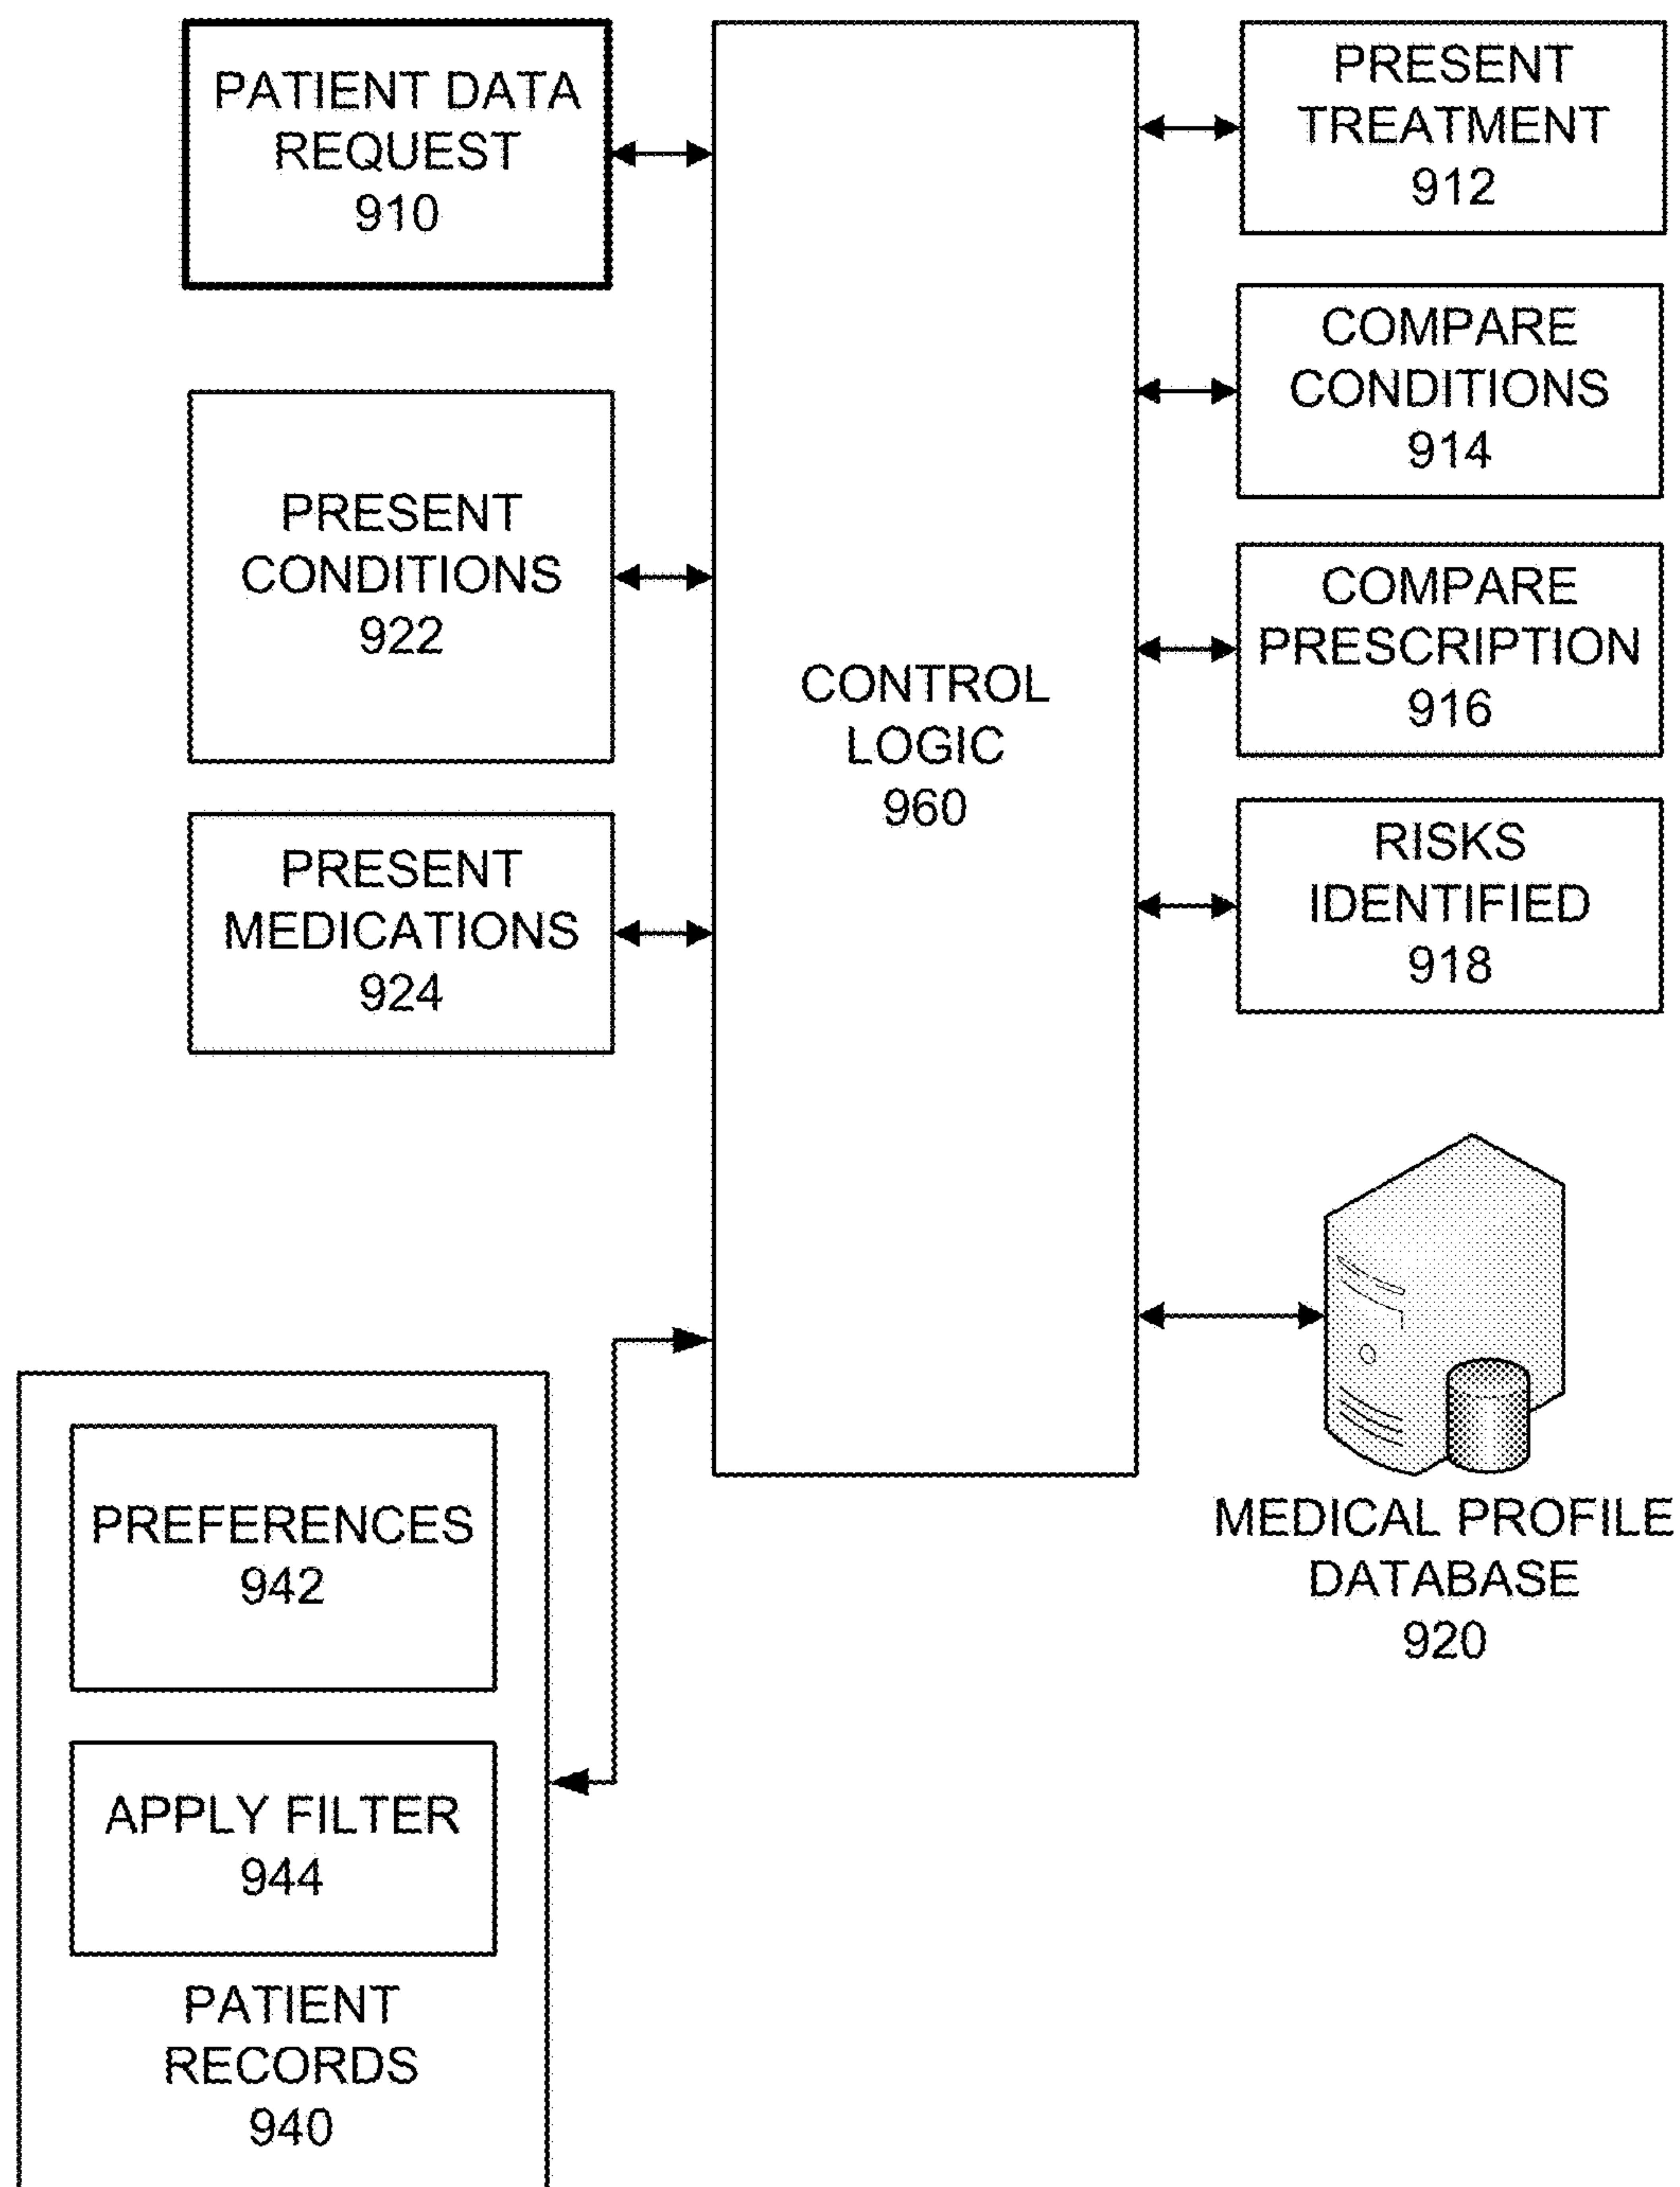 PATIENT DATA
REQUEST
910
PRESENT
CONDITIONS
922
PRESENT
MEDICATIONS
924
PREFERENCES
942
APPLY FILTER
944
PATIENT
RECORDS
940
CONTROL
LOGIC
960
PRESENT
TREATMENT
912
COMPARE
CONDITIONS
914
COMPARE
PRESCRIPTION
916
RISKS
IDENTIFIED
918
MEDICAL PROFILE
DATABASE
920